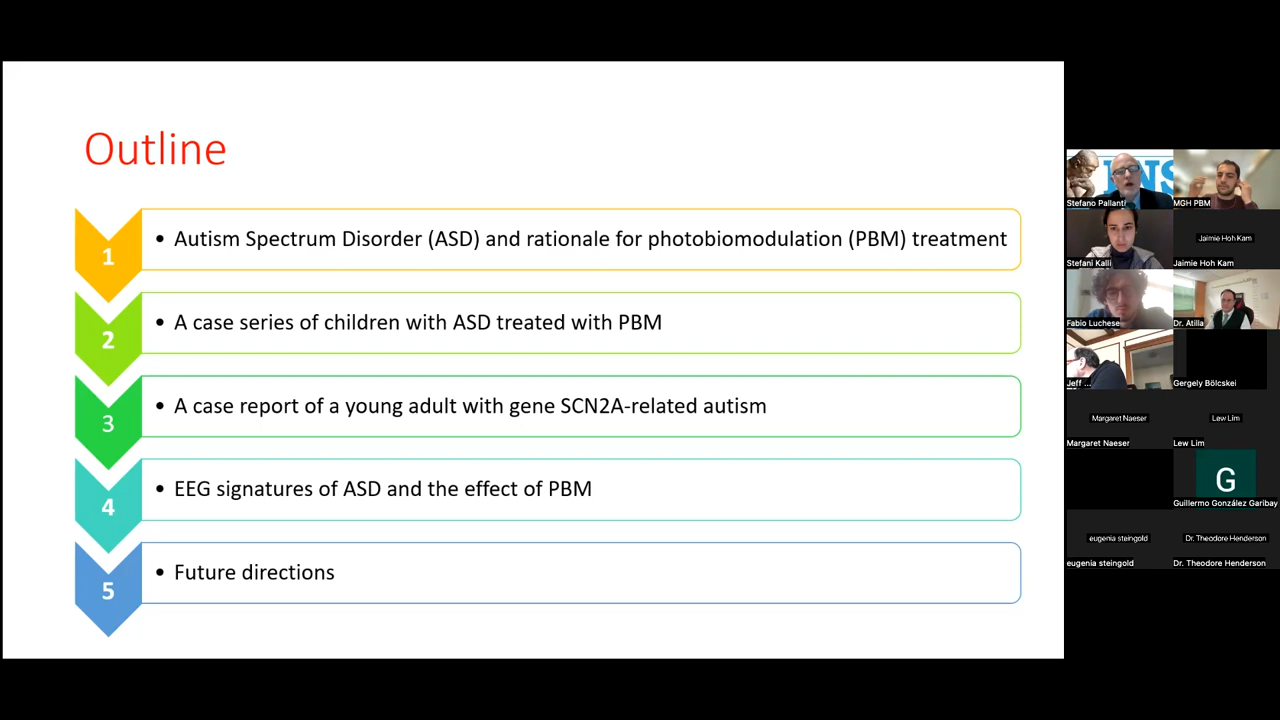 Outline
1
• Autism Spectrum Disorder (ASD) and rationale for photobiomodulation (PBM) treatment
2
• A case series of children with ASD treated with PBM
3
• A case report of a young adult with gene SCN2A-related autism
4
• EEG signatures of ASD and the effect of PBM
5
• Future directions
Stefano Pallanti
MGH PBM
Stefani Kalli
Jaimie Hoh Kam
Jaimie Hoh Kam
Fabio Luchese
Dr. Atilla
Jeff ...
Gergely Bölcskei
Margaret Naeser
Margaret Naeser
Lew Lim
Lew Lim
G
Guillermo González Garibay
eugenia steingold
eugenia steingold
Dr. Theodore Henderson
Dr. Theodore Henderson